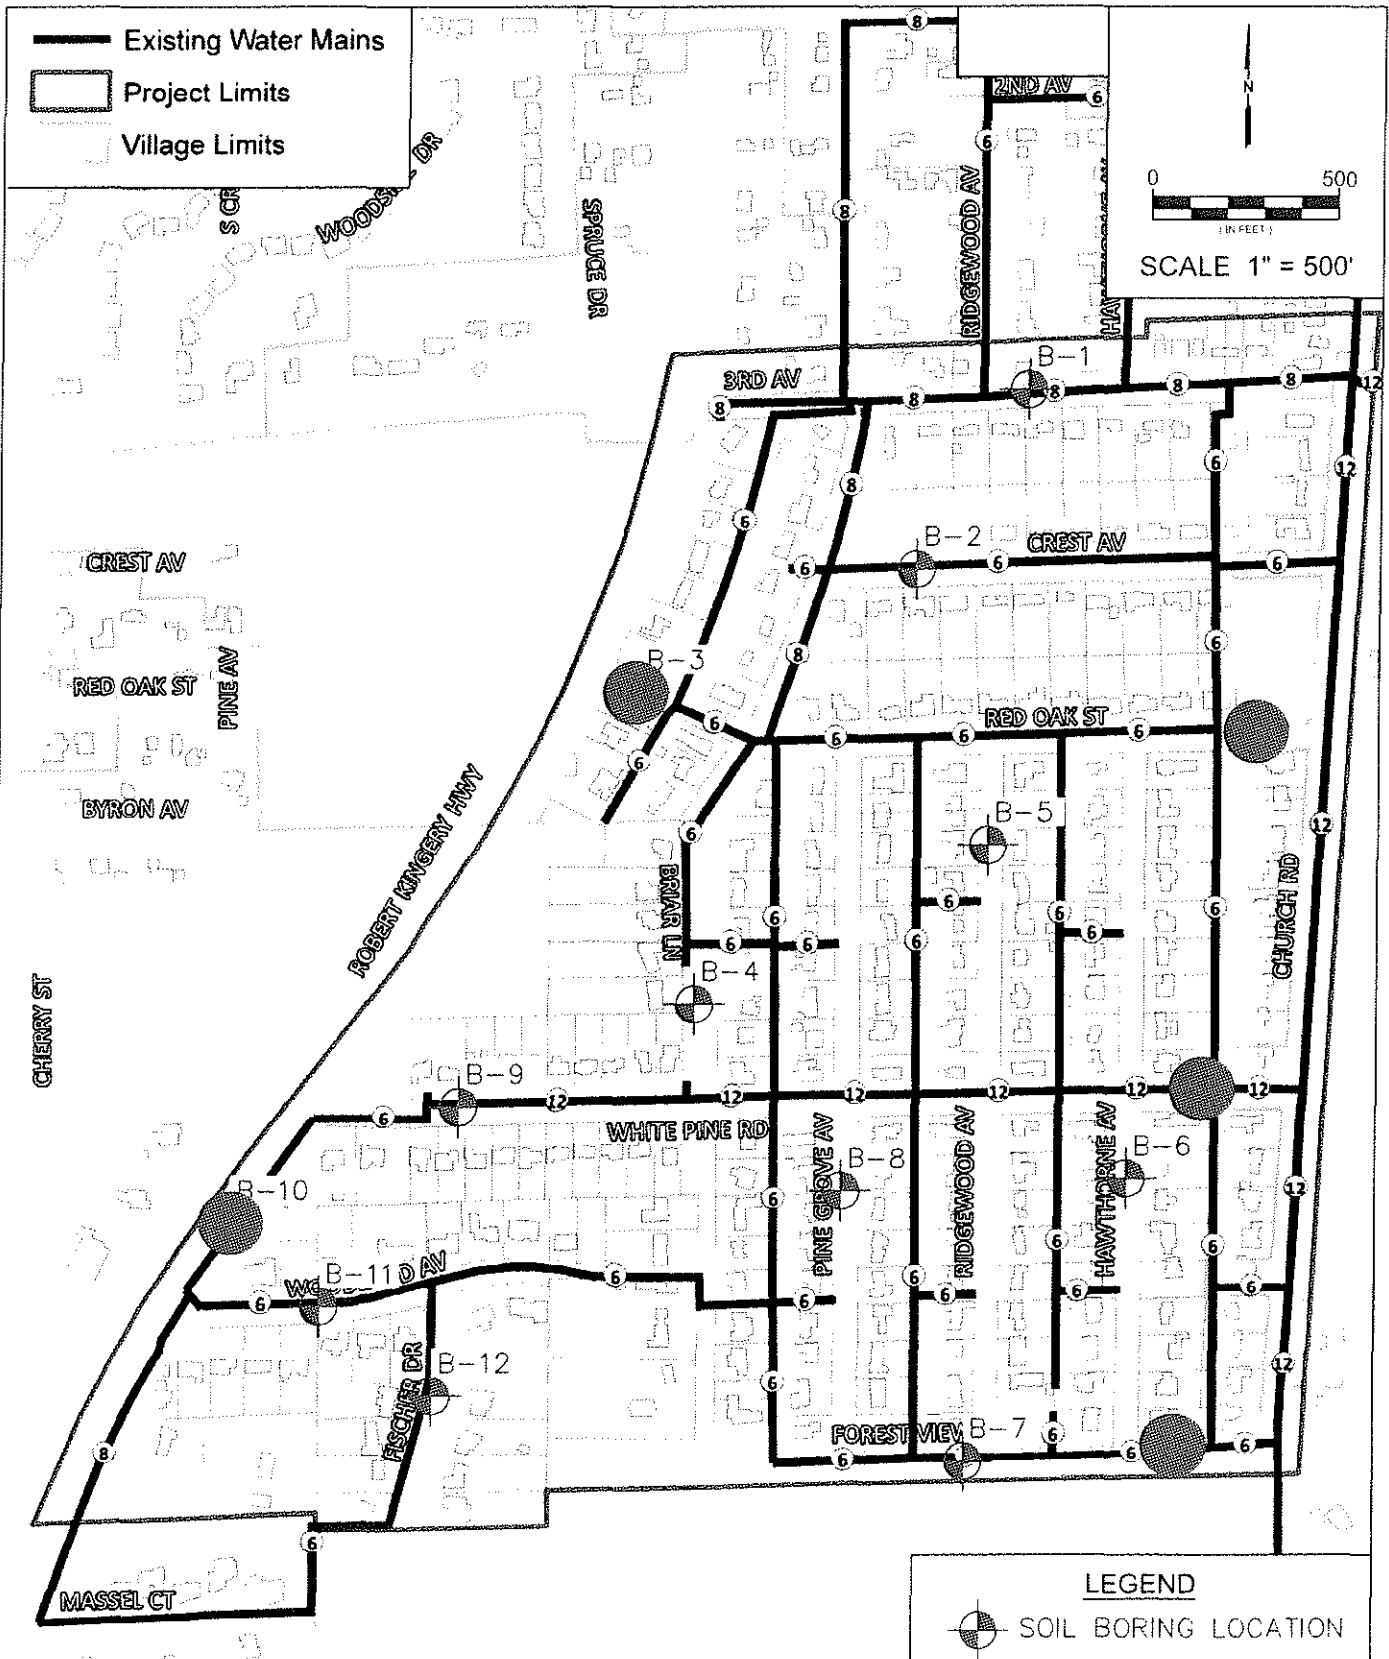 Existing Water Mains
Project Limits
Village Limits
8
2ND AV
6
6
N
0 500
( IN FEET )
SCALE 1" = 500'
S CR
SPRUCE DR
8
RIDGEWOOD AV
B-1
3RD AV
8
8
8
8
8
12
6
12
8
6
B-2
CREST AV
6
6
6
CREST AV
6
8
B-3
RED OAK ST
PINE AV
6
RED OAK ST
6
6
6
6
BYRON AV
ROBERT KINGERY HWY
6
B-5
12
BRIAR LN
CHURCH RD
6
6
6
6
6
6
6
6
6
B-4
CHERRY ST
B-9
6
12
12
12
12
12
12
WHITE PINE RD
PINE GROVE AV
RIDGEWOOD AV
HAWTHORNE AV
B-8
B-6
B-10
6
12
6
6
B-11
D AV
6
6
6
6
6
6
6
FISCHER DR
B-12
6
12
8
FOREST VIEW
B-7
6
6
6
6
6
MASSEL CT
LEGEND
SOIL BORING LOCATION